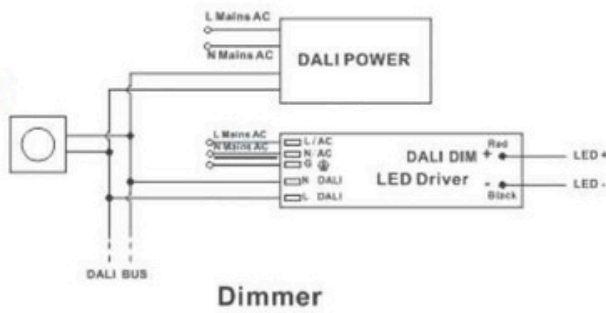 L Mains AC
N Mains AC
DALI POWER
L Mains AC
N Mains AC
L / AC
N / AC
G
N DALI
L DALI
DALI DIM
LED Driver
Red
+
-
Black
LED +
LED -
DALI BUS
Dimmer